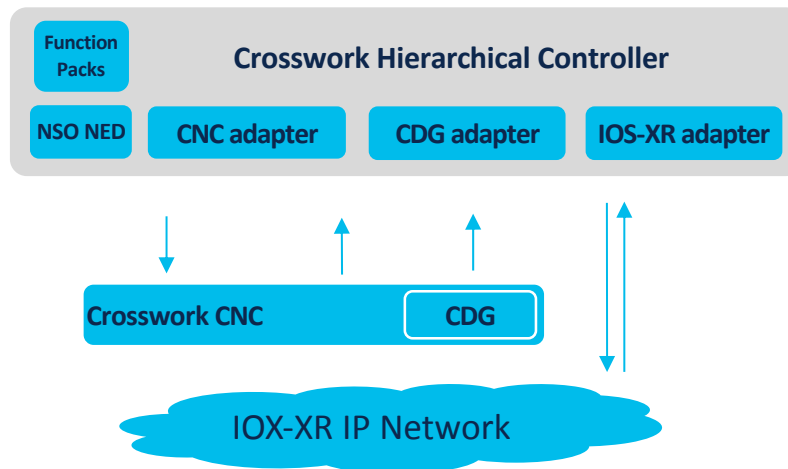 Function
Packs
Crosswork Hierarchical Controller
NSO NED
CNC adapter
CDG adapter
IOS-XR adapter
Crosswork CNC
CDG
IOX-XR IP Network